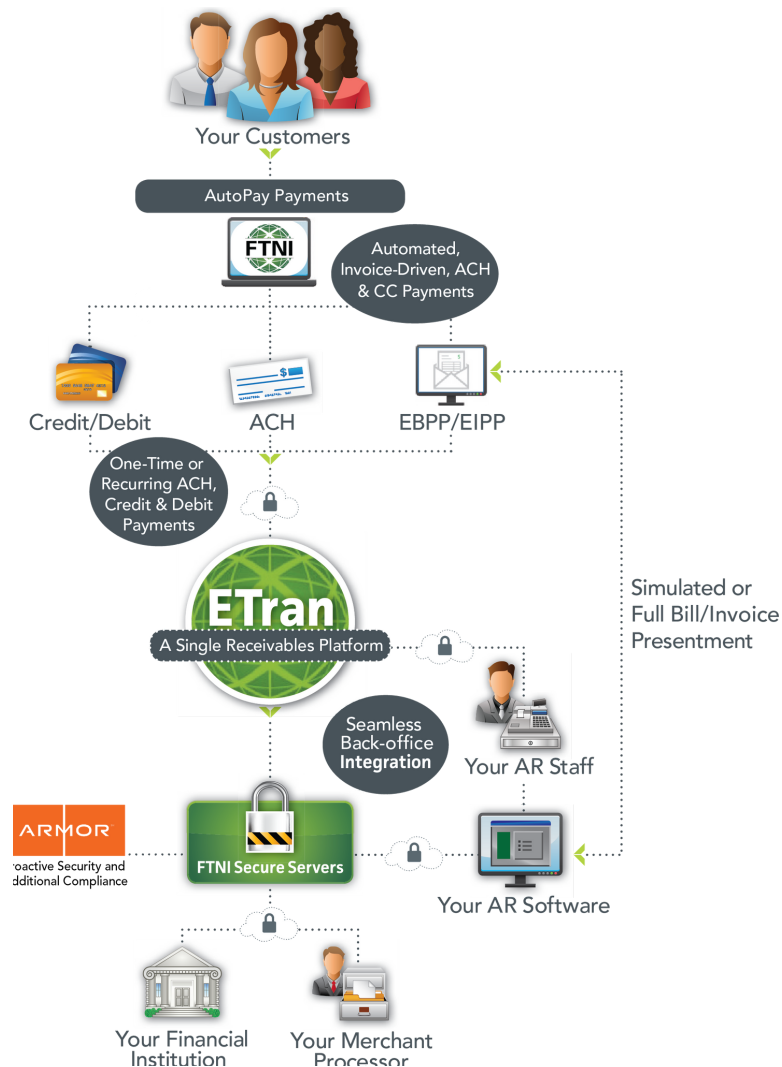 Your Customers
AutoPay Payments
FTNI
Automated,
Invoice-Driven, ACH
& CC Payments
$
Credit/Debit
ACH
EBPP/EIPP
One-Time or
Recurring ACH,
Credit & Debit
Payments
ETran
A Single Receivables Platform
Simulated or
Full Bill/Invoice
Presentment
Seamless
Back-office
Integration
Your AR Staff
ARMOR
roactive Security and
dditional Compliance
FTNI Secure Servers
Your AR Software
Your Financial
Institution
Your Merchant
Processor